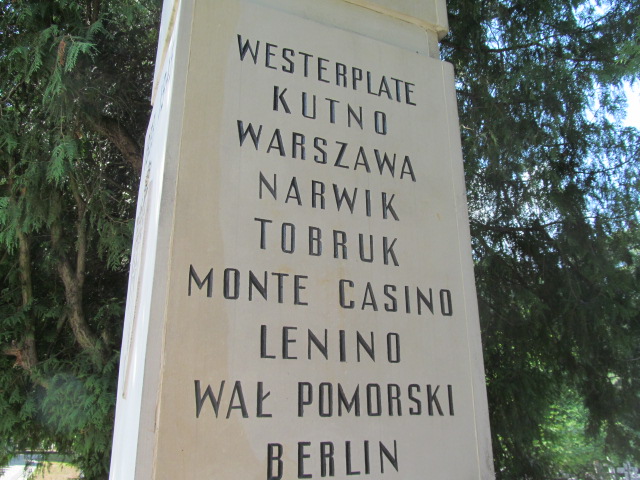 WESTERPLATE
KUTNO
WARSZAWA
NARWIK
TOBRUK
MONTE CASINO
LENINO
WAŁ POMORSKI
BERLIN